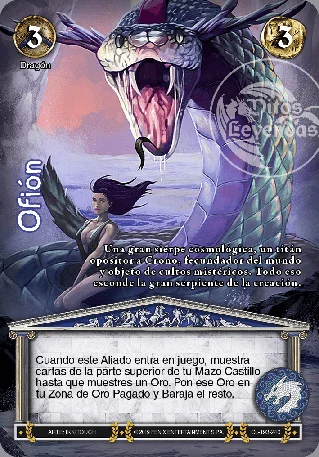 3
3
Dragón
Mitos
Leyendas
Ofión
Una gran sierpe cosmológica, un titán
opositor a Crono, fecundador del mundo
y objeto de cultos mistéricos. Todo eso
esconde la gran serpiente de la creación.
Cuando este Aliado entra en juego, muestra
cartas de la parte superior de tu Mazo Castillo
hasta que muestres un Oro. Pon ese Oro en
tu Zona de Oro Pagado y Baraja el resto.